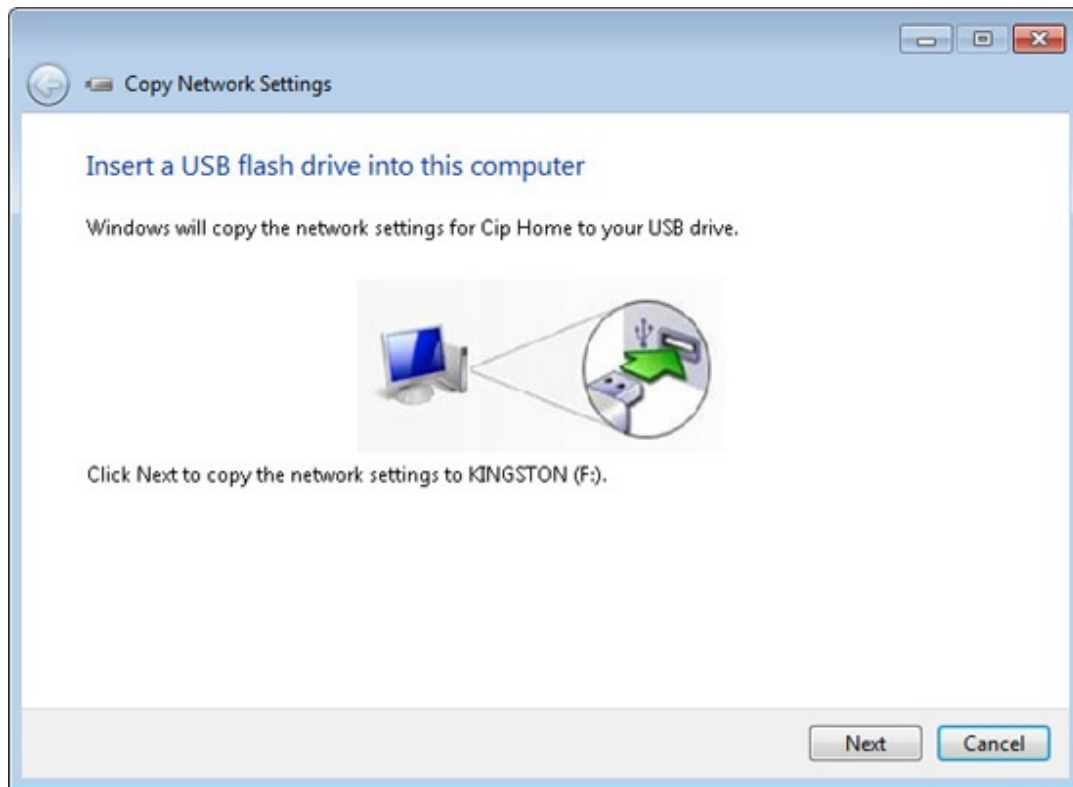 Copy Network Settings
Insert a USB flash drive into this computer
Windows will copy the network settings for Cip Home to your USB drive.
Click Next to copy the network settings to KINGSTON (F:).
Next Cancel